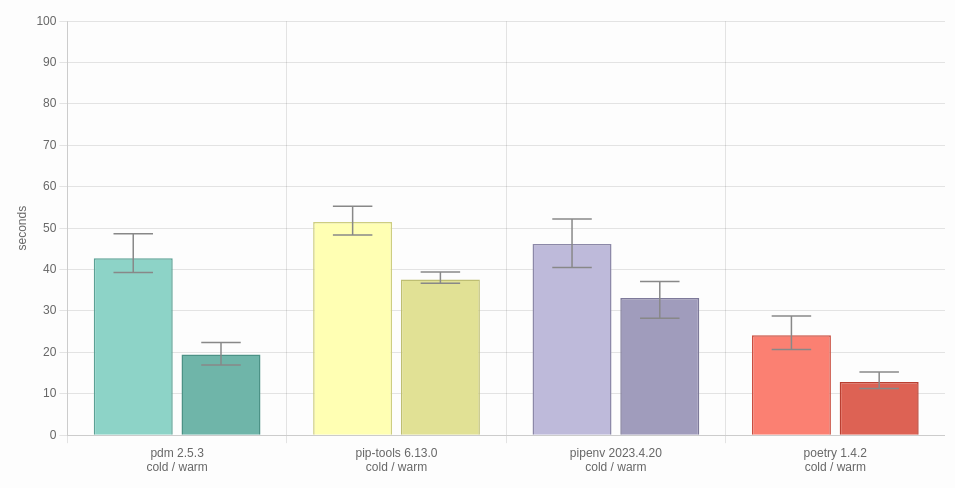 100
90
80
70
60
50
40
30
20
10
0
seconds
pdm 2.5.3
cold / warm
pip-tools 6.13.0
cold / warm
pipenv 2023.4.20
cold / warm
poetry 1.4.2
cold / warm